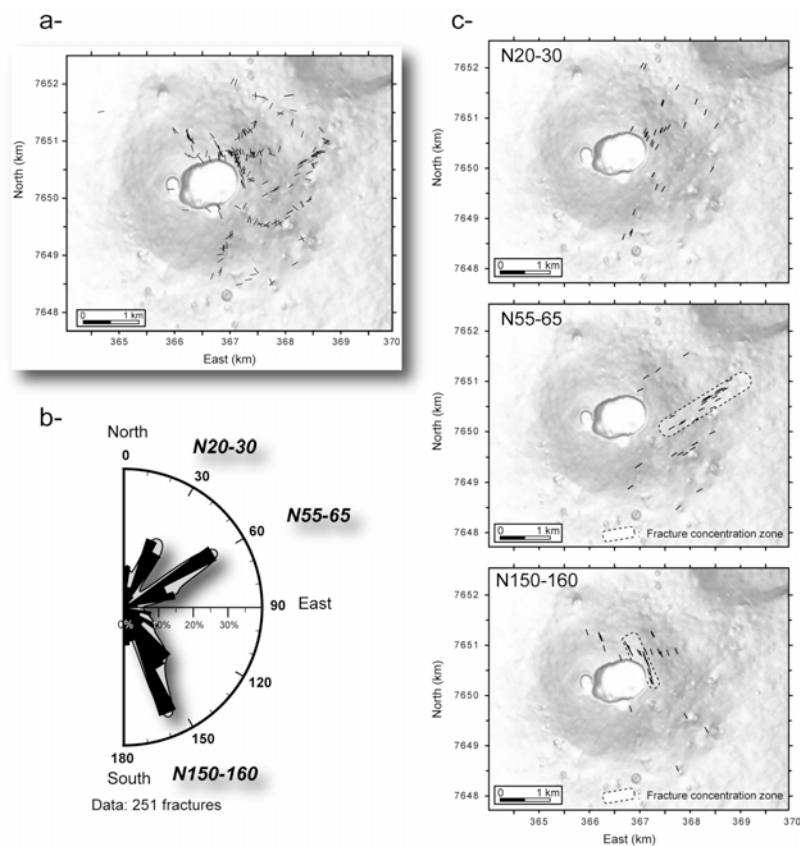 a-
7652
7651
7650
7649
7648
North (km)
0 1 km
365 366 367 368 369 370
East (km)
b-
North
0
N20-30
30
N55-65
60
90 East
0% 10% 20% 30%
120
150
180
South
N150-160
Data: 251 fractures
c-
N20-30
7652
7651
7650
7649
7648
North (km)
0 1 km
N55-65
7652
7651
7650
7649
7648
North (km)
0 1 km
Fracture concentration zone
N150-160
7652
7651
7650
7649
7648
North (km)
0 1 km
Fracture concentration zone
365 366 367 368 369 370
East (km)